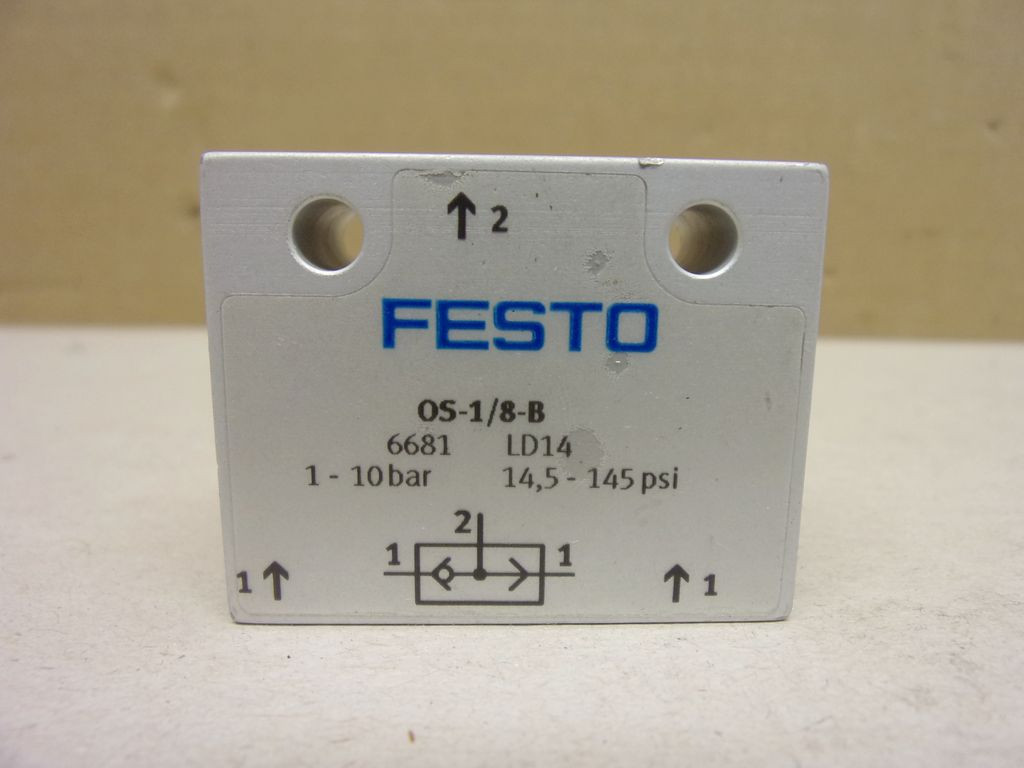 ↑ 2
FESTO
OS-1/8-B
6681 LD14
1 - 10 bar 14,5 - 145 psi
2
1 1
1 ↑ ↑ 1